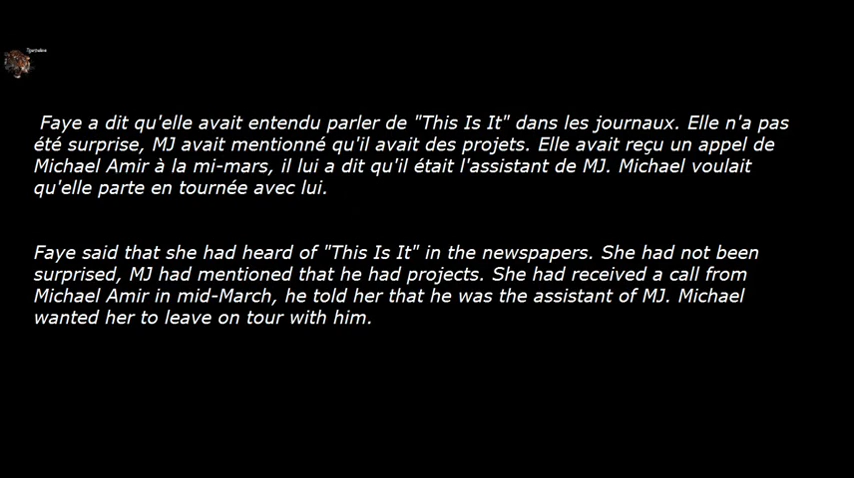 Faye a dit qu'elle avait entendu parler de "This Is It" dans les journaux. Elle n'a pas
été surprise, MJ avait mentionné qu'il avait des projets. Elle avait reçu un appel de
Michael Amir à la mi-mars, il lui a dit qu'il était l'assistant de MJ. Michael voulait
qu'elle parte en tournée avec lui.
Faye said that she had heard of "This Is It" in the newspapers. She had not been
surprised, MJ had mentioned that he had projects. She had received a call from
Michael Amir in mid-March, he told her that he was the assistant of MJ. Michael
wanted her to leave on tour with him.